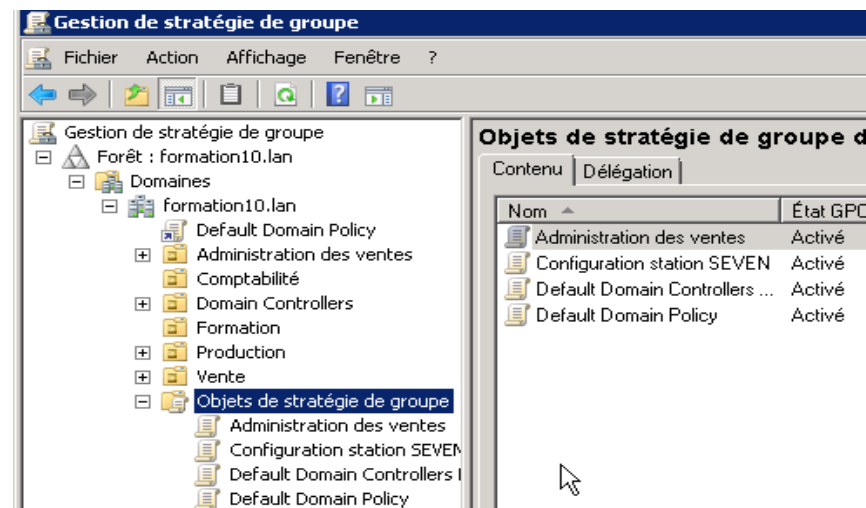 Gestion de stratégie de groupe
Fichier Action Affichage Fenêtre ?
Gestion de stratégie de groupe
Forêt : formation10.lan
Domaines
formation10.lan
Default Domain Policy
Administration des ventes
Comptabilité
Domain Controllers
Formation
Production
Vente
Objets de stratégie de groupe
Administration des ventes
Configuration station SEVEN
Default Domain Controllers
Default Domain Policy
Objets de stratégie de groupe d
Contenu Délégation
Nom État GPO
Administration des ventes Activé
Configuration station SEVEN Activé
Default Domain Controllers ... Activé
Default Domain Policy Activé